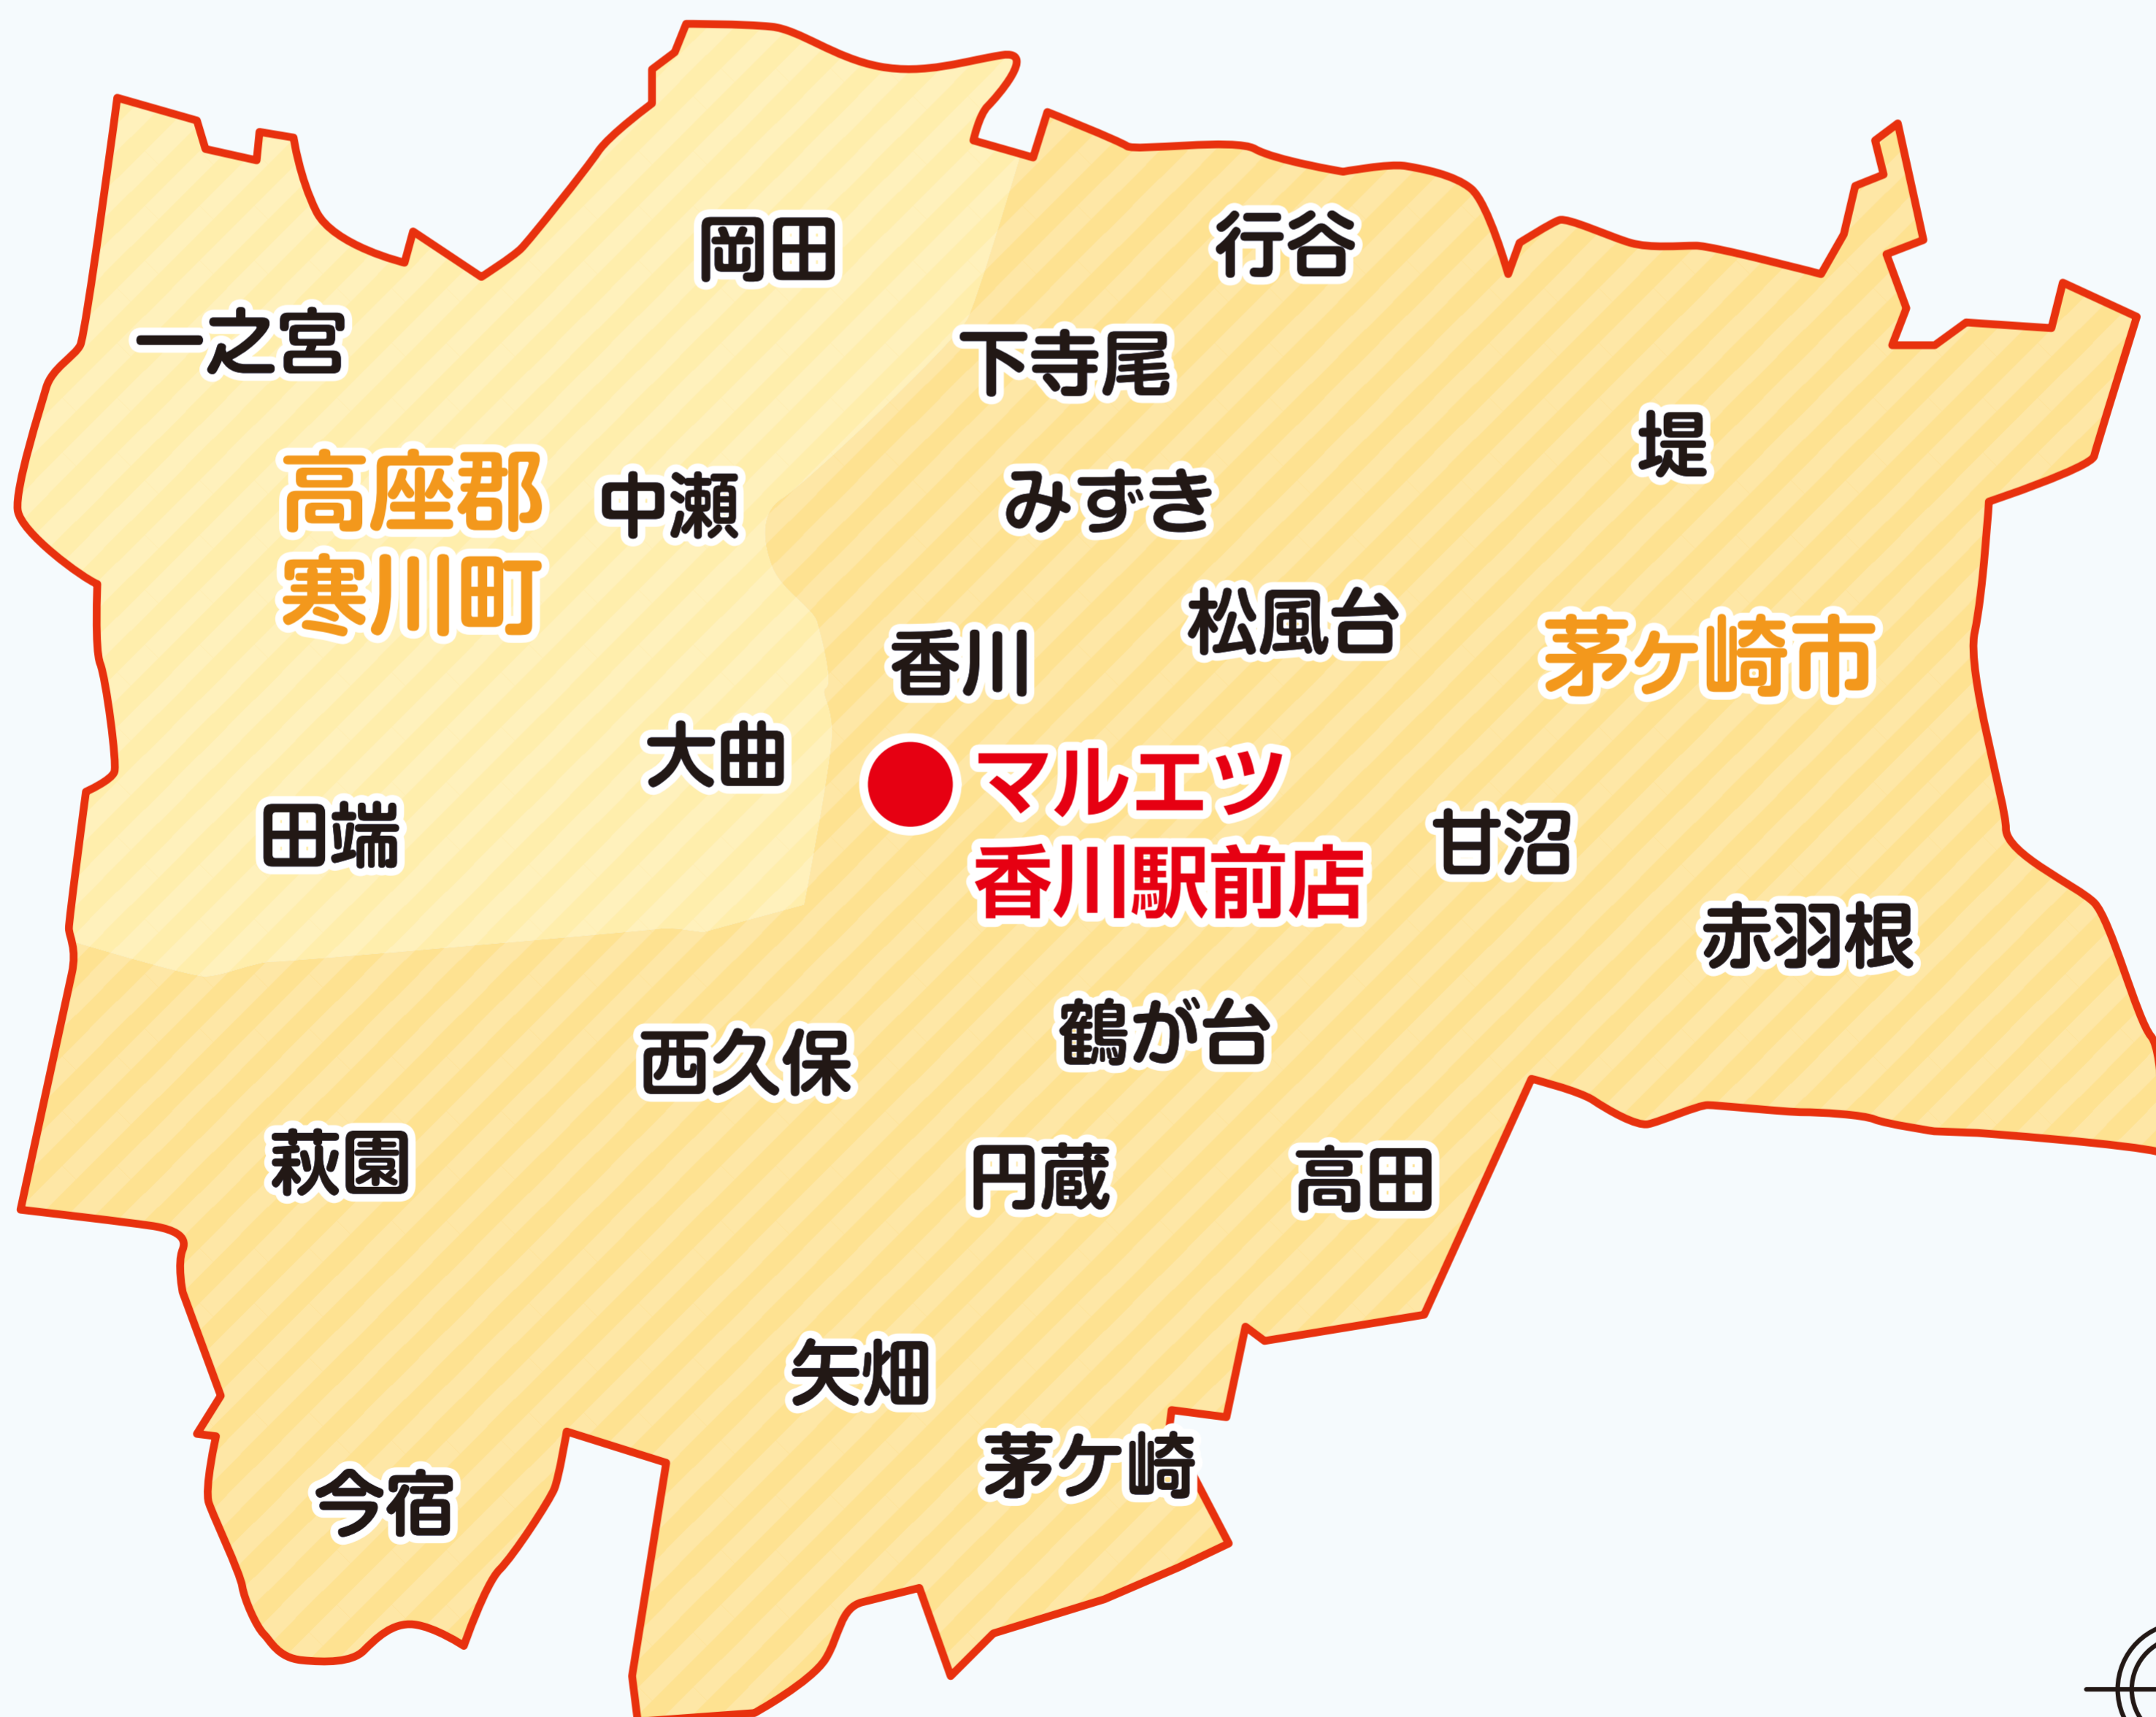 岡田
行谷
一之宮
下寺尾
堤
高座郡
寒川町
中瀬
みずき
松風台
香川
茅ヶ崎市
大曲
マルエツ
香川駅前店
田端
甘沼
赤羽根
鶴が台
西久保
萩園
円蔵
高田
矢畑
茅ケ崎
今宿